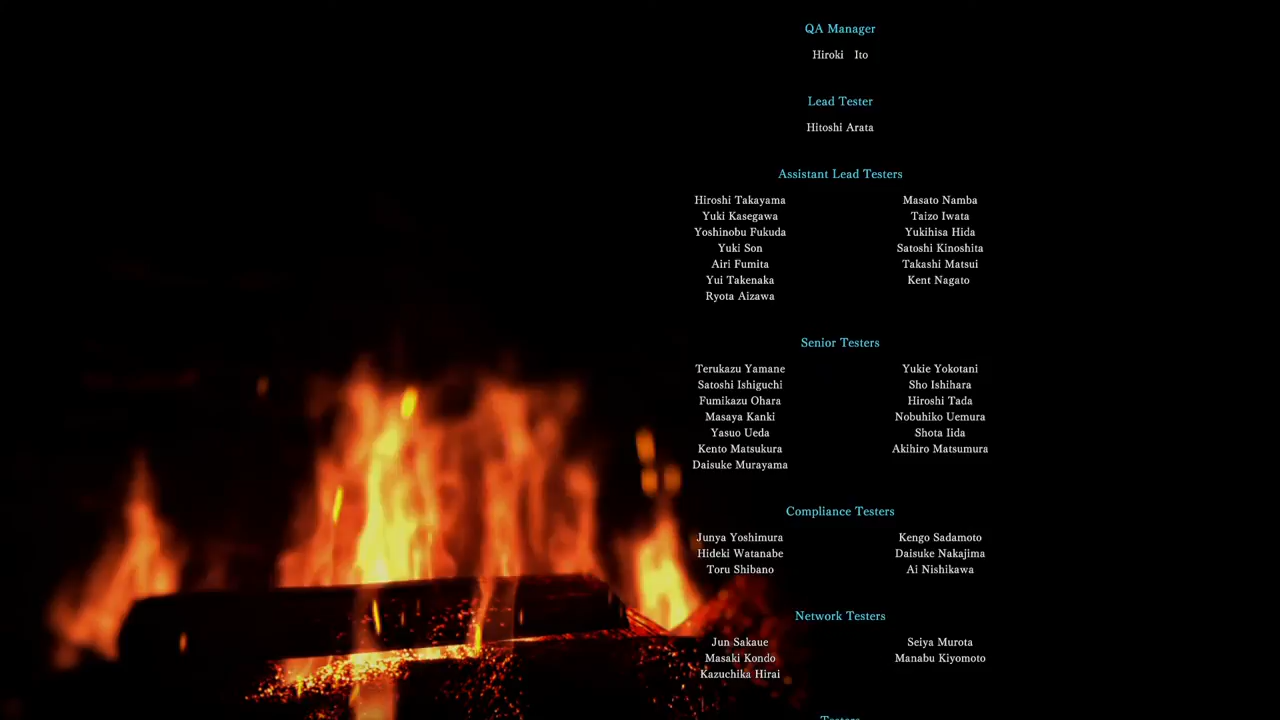 QA Manager
Hiroki Ito
Lead Tester
Hitoshi Arata
Assistant Lead Testers
Hiroshi Takayama Masato Namba
Yuki Kasegawa Taizo Iwata
Yoshinobu Fukuda Yukihisa Hida
Yuki Son Satoshi Kinoshita
Airi Fumita Takashi Matsui
Yui Takenaka Kent Nagato
Ryota Aizawa
Senior Testers
Terukazu Yamane Yukie Yokotani
Satoshi Ishiguchi Sho Ishihara
Fumikazu Ohara Hiroshi Tada
Masaya Kanki Nobuhiko Uemura
Yasuo Ueda Shota Iida
Kento Matsukura Akihiro Matsumura
Daisuke Murayama
Compliance Testers
Junya Yoshimura Kengo Sadamoto
Hideki Watanabe Daisuke Nakajima
Toru Shibano Ai Nishikawa
Network Testers
Jun Sakaue Seiya Murota
Masaki Kondo Manabu Kiyomoto
Kazuchika Hirai
Testers